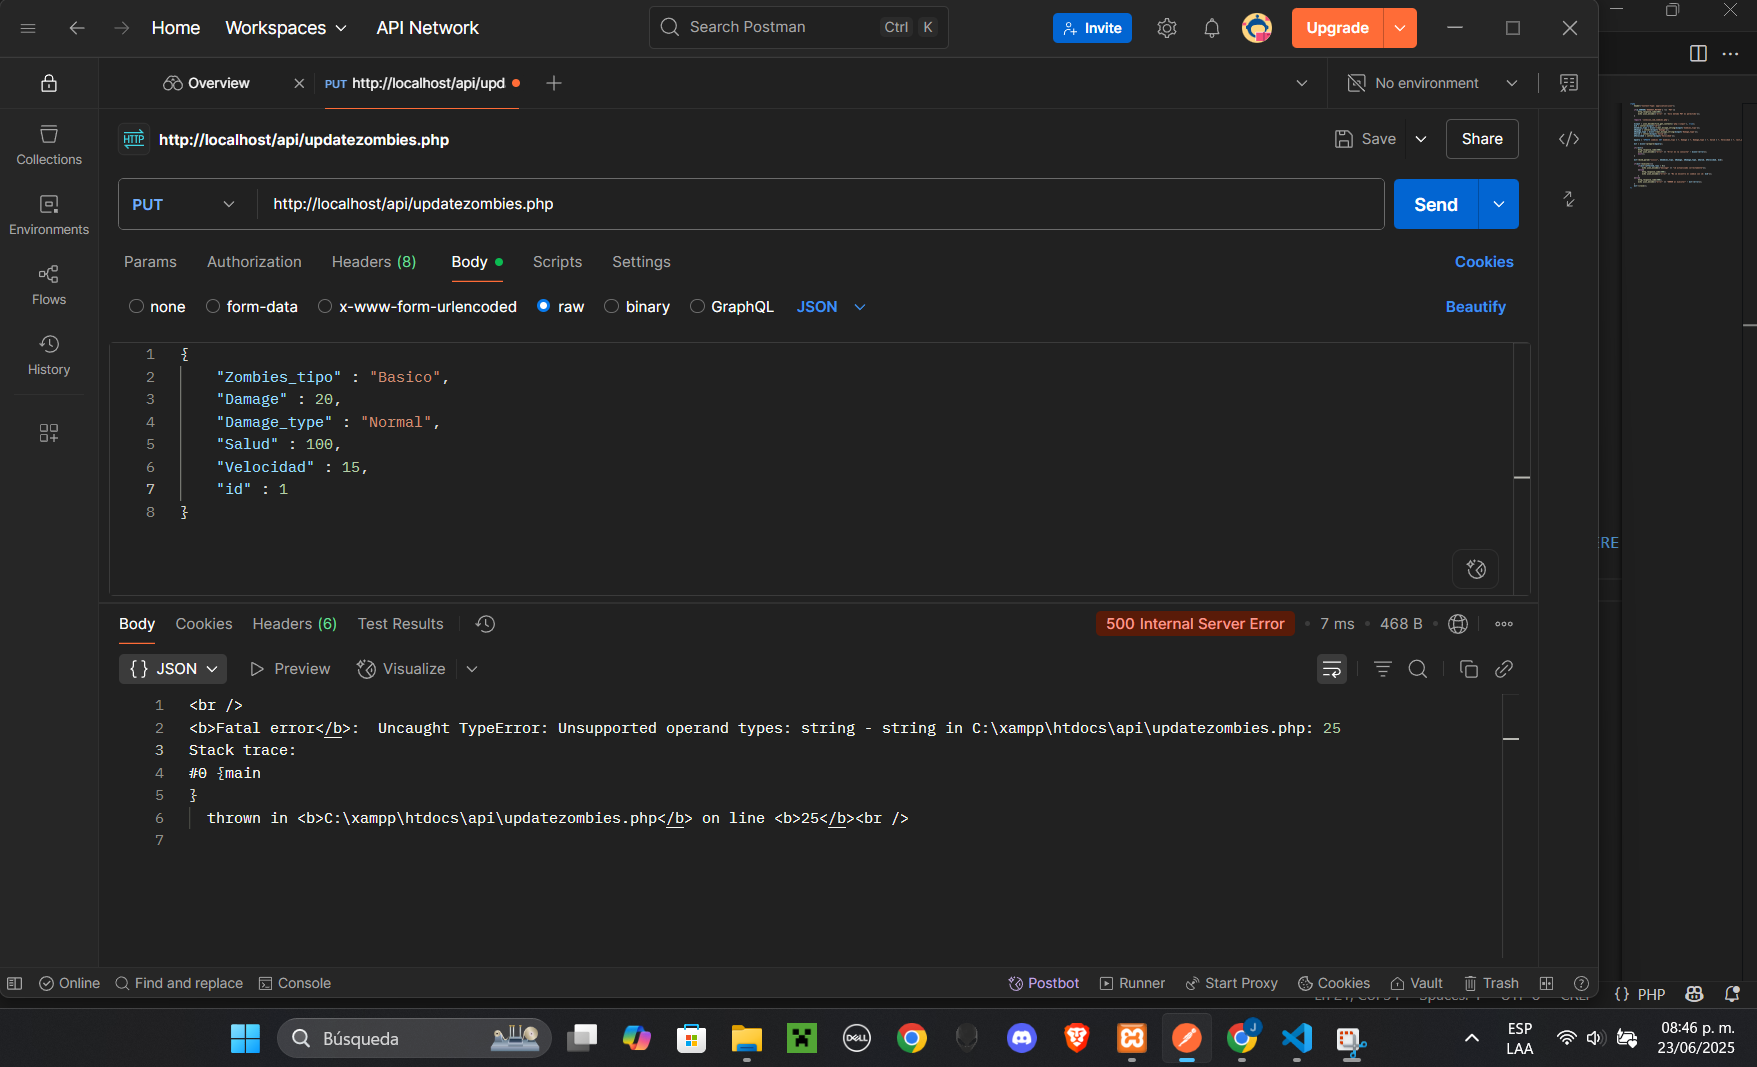 Home
Workspaces
API Network
Search Postman
Ctrl K
Invite
Upgrade
Overview
PUT http://localhost/api/upd
No environment
HTTP http://localhost/api/updatezombies.php
Save
Share
Collections
Environments
Flows
History
PUT
http://localhost/api/updatezombies.php
Send
Params
Authorization
Headers (8)
Body
Scripts
Settings
Cookies
none
form-data
x-www-form-urlencoded
raw
binary
GraphQL
JSON
Beautify
1 {
2 "Zombies_tipo" : "Basico",
3 "Damage" : 20,
4 "Damage_type" : "Normal",
5 "Salud" : 100,
6 "Velocidad" : 15,
7 "id" : 1
8 }
ERE
Body
Cookies
Headers (6)
Test Results
500 Internal Server Error
7 ms
468 B
{} JSON
Preview
Visualize
1 <br />
2 <b>Fatal error</b>:  Uncaught TypeError: Unsupported operand types: string - string in C:\xampp\htdocs\api\updatezombies.php: 25
3 Stack trace:
4 #0 {main
5 }
6 thrown in <b>C:\xampp\htdocs\api\updatezombies.php</b> on line <b>25</b><br />
7
Online
Find and replace
Console
Postbot
Runner
Start Proxy
Cookies
Vault
Trash
{} PHP
Búsqueda
DELL
J
ESP
LAA
08:46 p. m.
23/06/2025